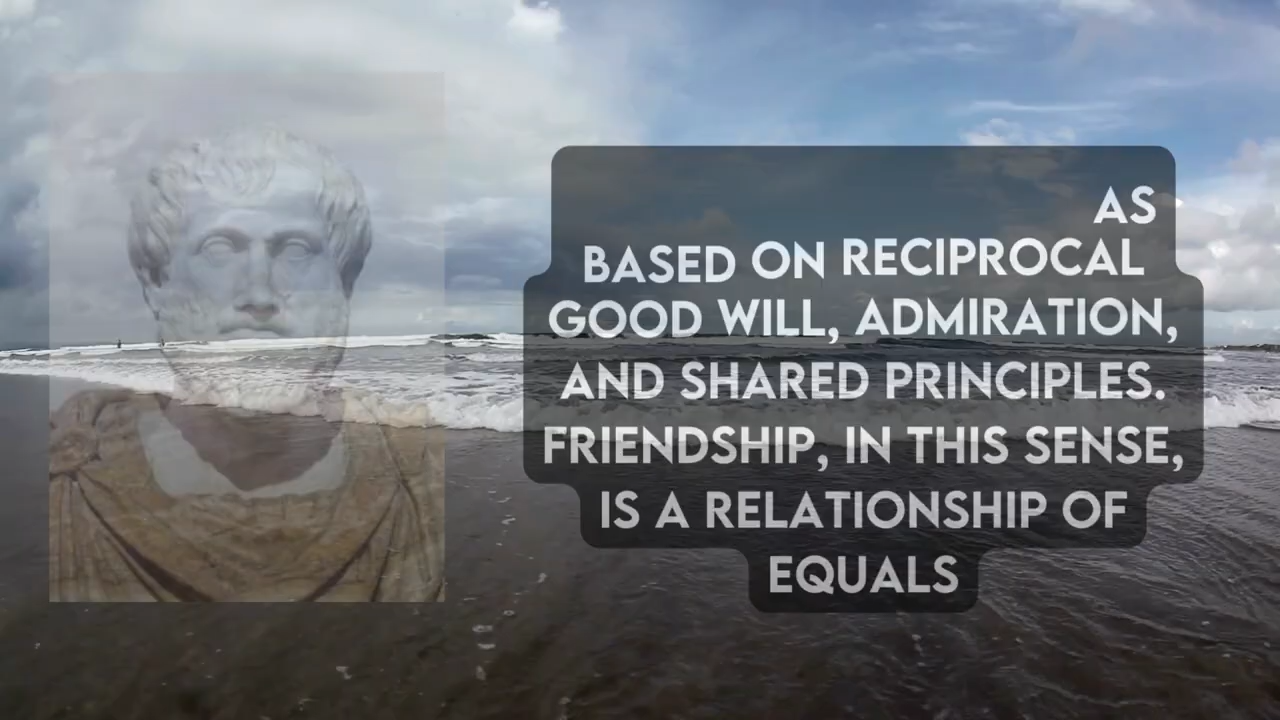 AS
BASED ON RECIPROCAL
GOOD WILL, ADMIRATION,
AND SHARED PRINCIPLES.
FRIENDSHIP, IN THIS SENSE,
IS A RELATIONSHIP OF
EQUALS